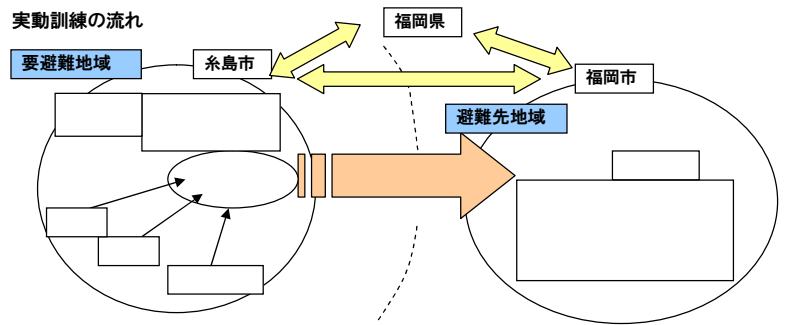 実動訓練の流れ
福岡県
要避難地域
糸島市
福岡市
避難先地域